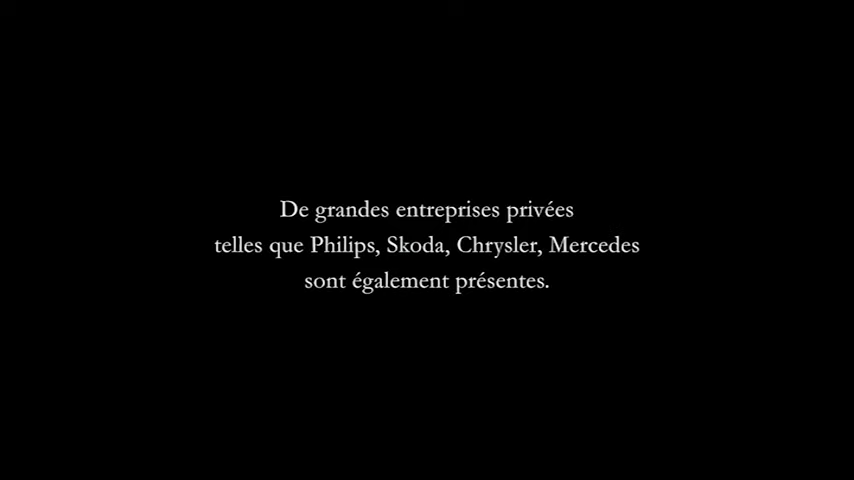 De grandes entreprises privées
telles que Philips, Skoda, Chrysler, Mercedes
sont également présentes.